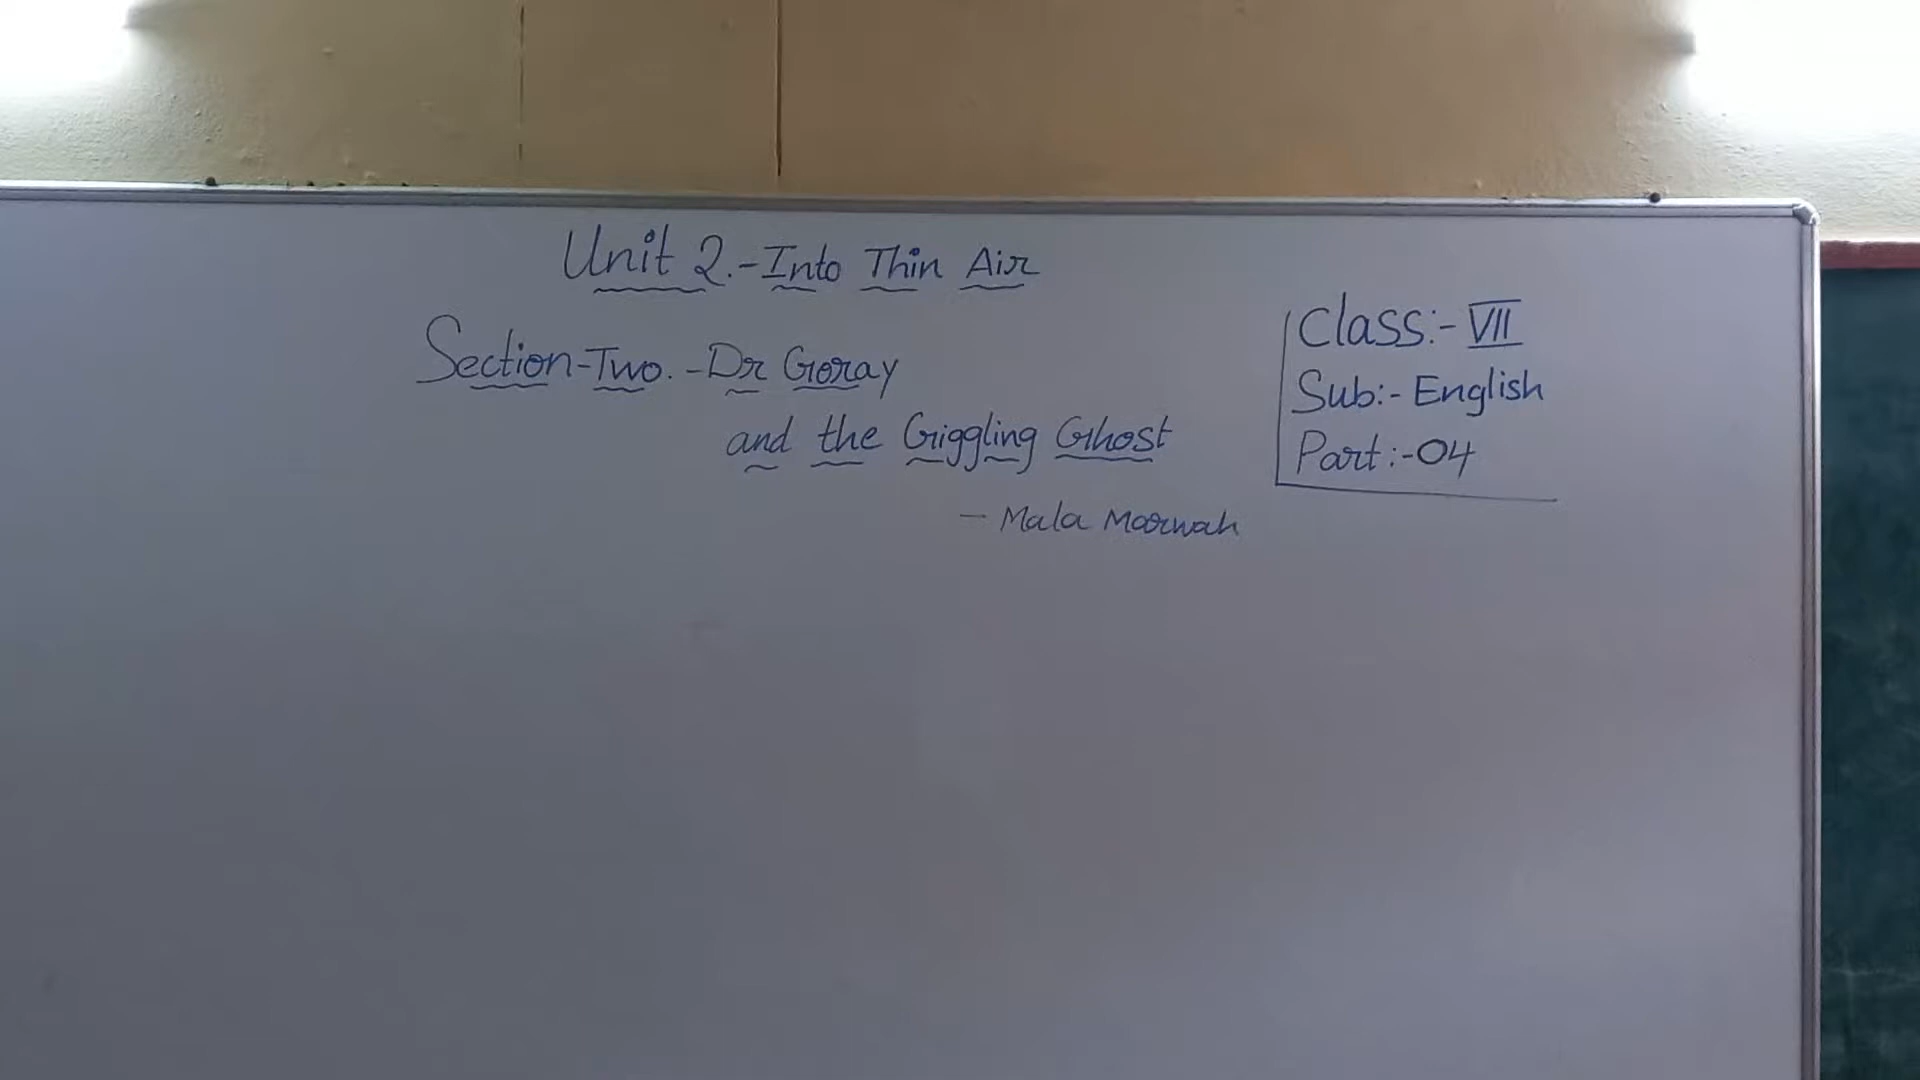 Unit 2.-Into Thin Air
Section-Two.-Dr Goray
and the Giggling Ghost
- Mala Marwah
Class:- VII
Sub:- English
Part:-04